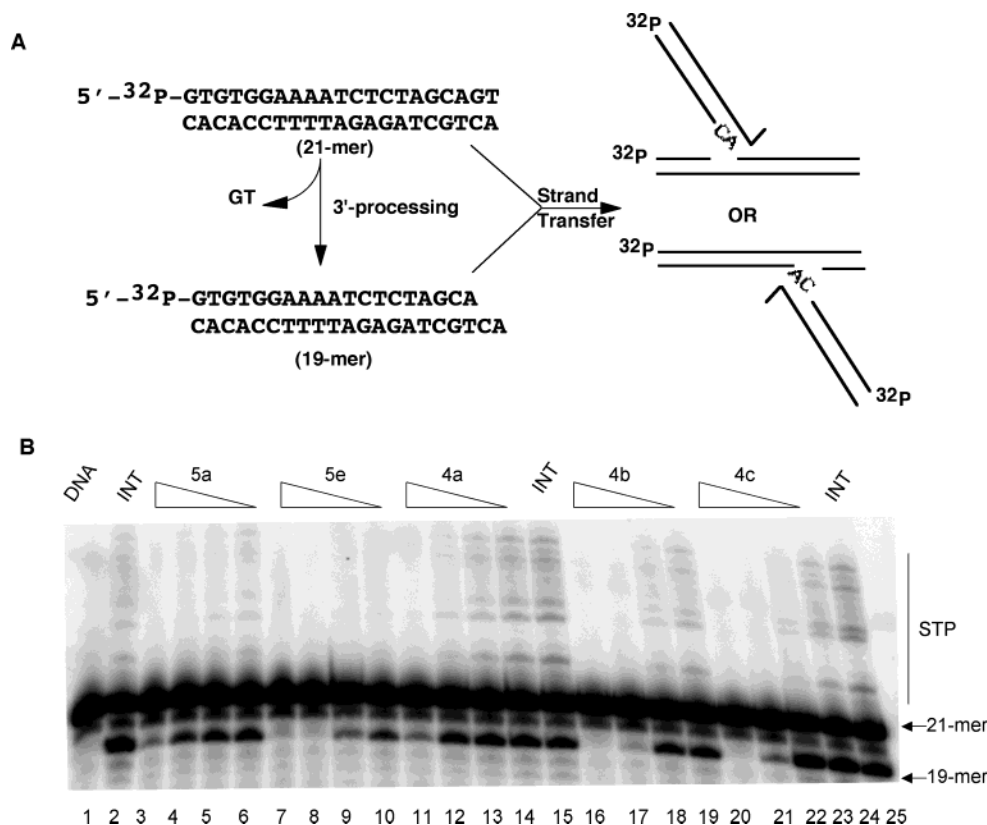 A
5'-32P-GTGTGGAAAATCTCTAGCAGT
CACACCTTTTAGAGATCGTCA
(21-mer)
GT
3'-processing
5'-32P-GTGTGGAAAATCTCTAGCA
CACACCTTTTAGAGATCGTCA
(19-mer)
Strand
Transfer
32P
CA
32P
OR
32P
AC
32P
B
DNA INT 5a 5e 4a INT 4b 4c INT
STP
21-mer
19-mer
1 2 3 4 5 6 7 8 9 10 11 12 13 14 15 16 17 18 19 20 21 22 23 24 25